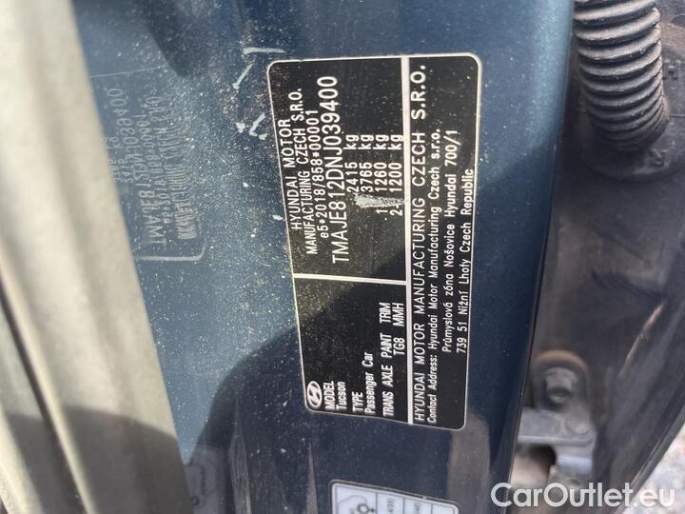 HYUNDAI MOTOR
MANUFACTURING CZECH S.R.O.
e5*2018/858*00001
TMAJE812DNJ039400
2415 kg
3765 kg
1- 1260 kg
2- 1200 kg
MODEL
Tucson
TYPE
Passenger Car
TRANS AXLE PAINT TRIM
TG8 MMH
HYUNDAI MOTOR MANUFACTURING CZECH S.R.O.
Contact Address: Hyundai Motor Manufacturing Czech s.r.o.
Průmyslová zóna Nošovice Hyundai 700/1
739 51 Nižní Lhoty Czech Republic
CarOutlet.eu